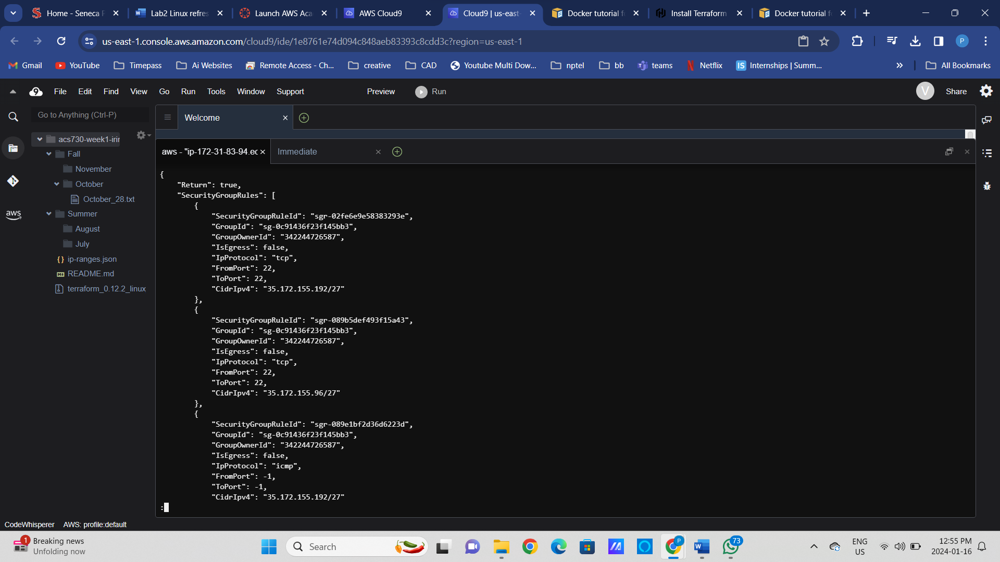 Home - Seneca P
Lab2 Linux refres
Launch AWS Aca
AWS Cloud9
Cloud9 | us-east-
Docker tutorial f
Install Terraform
Docker tutorial f
us-east-1.console.aws.amazon.com/cloud9/ide/1e8761e74d094c848aeb83393c8cdd3c?region=us-east-1
P
Gmail
YouTube
Timepass
Ai Websites
Remote Access - Ch...
creative
CAD
Youtube Multi Dow...
nptel
bb
teams
Netflix
IS
Internships | Summ...
All Bookmarks
9
File
Edit
Find
View
Go
Run
Tools
Window
Support
Preview
Run
V
Share
Go to Anything (Ctrl-P)
Welcome
acs730-week1-irir
Fall
November
October
October_28.txt
Summer
August
July
ip-ranges.json
README.md
terraform_0.12.2_linux
aws
aws - "ip-172-31-83-94.ec
Immediate
{
"Return": true,
"SecurityGroupRules": [
{
"SecurityGroupRuleId": "sgr-02fe6e9e58383293e",
"GroupId": "sg-0c91436f23f145bb3",
"GroupOwnerId": "342244726587",
"IsEgress": false,
"IpProtocol": "tcp",
"FromPort": 22,
"ToPort": 22,
"CidrIpv4": "35.172.155.192/27"
},
{
"SecurityGroupRuleId": "sgr-089b5def493f15a43",
"GroupId": "sg-0c91436f23f145bb3",
"GroupOwnerId": "342244726587",
"IsEgress": false,
"IpProtocol": "tcp",
"FromPort": 22,
"ToPort": 22,
"CidrIpv4": "35.172.155.96/27"
},
{
"SecurityGroupRuleId": "sgr-089e1bf2d36d6223d",
"GroupId": "sg-0c91436f23f145bb3",
"GroupOwnerId": "342244726587",
"IsEgress": false,
"IpProtocol": "icmp",
"FromPort": -1,
"ToPort": -1,
"CidrIpv4": "35.172.155.192/27"
:
CodeWhisperer
AWS: profile:default
1
Breaking news
Unfolding now
Search
P
73
ENG
US
12:55 PM
2024-01-16